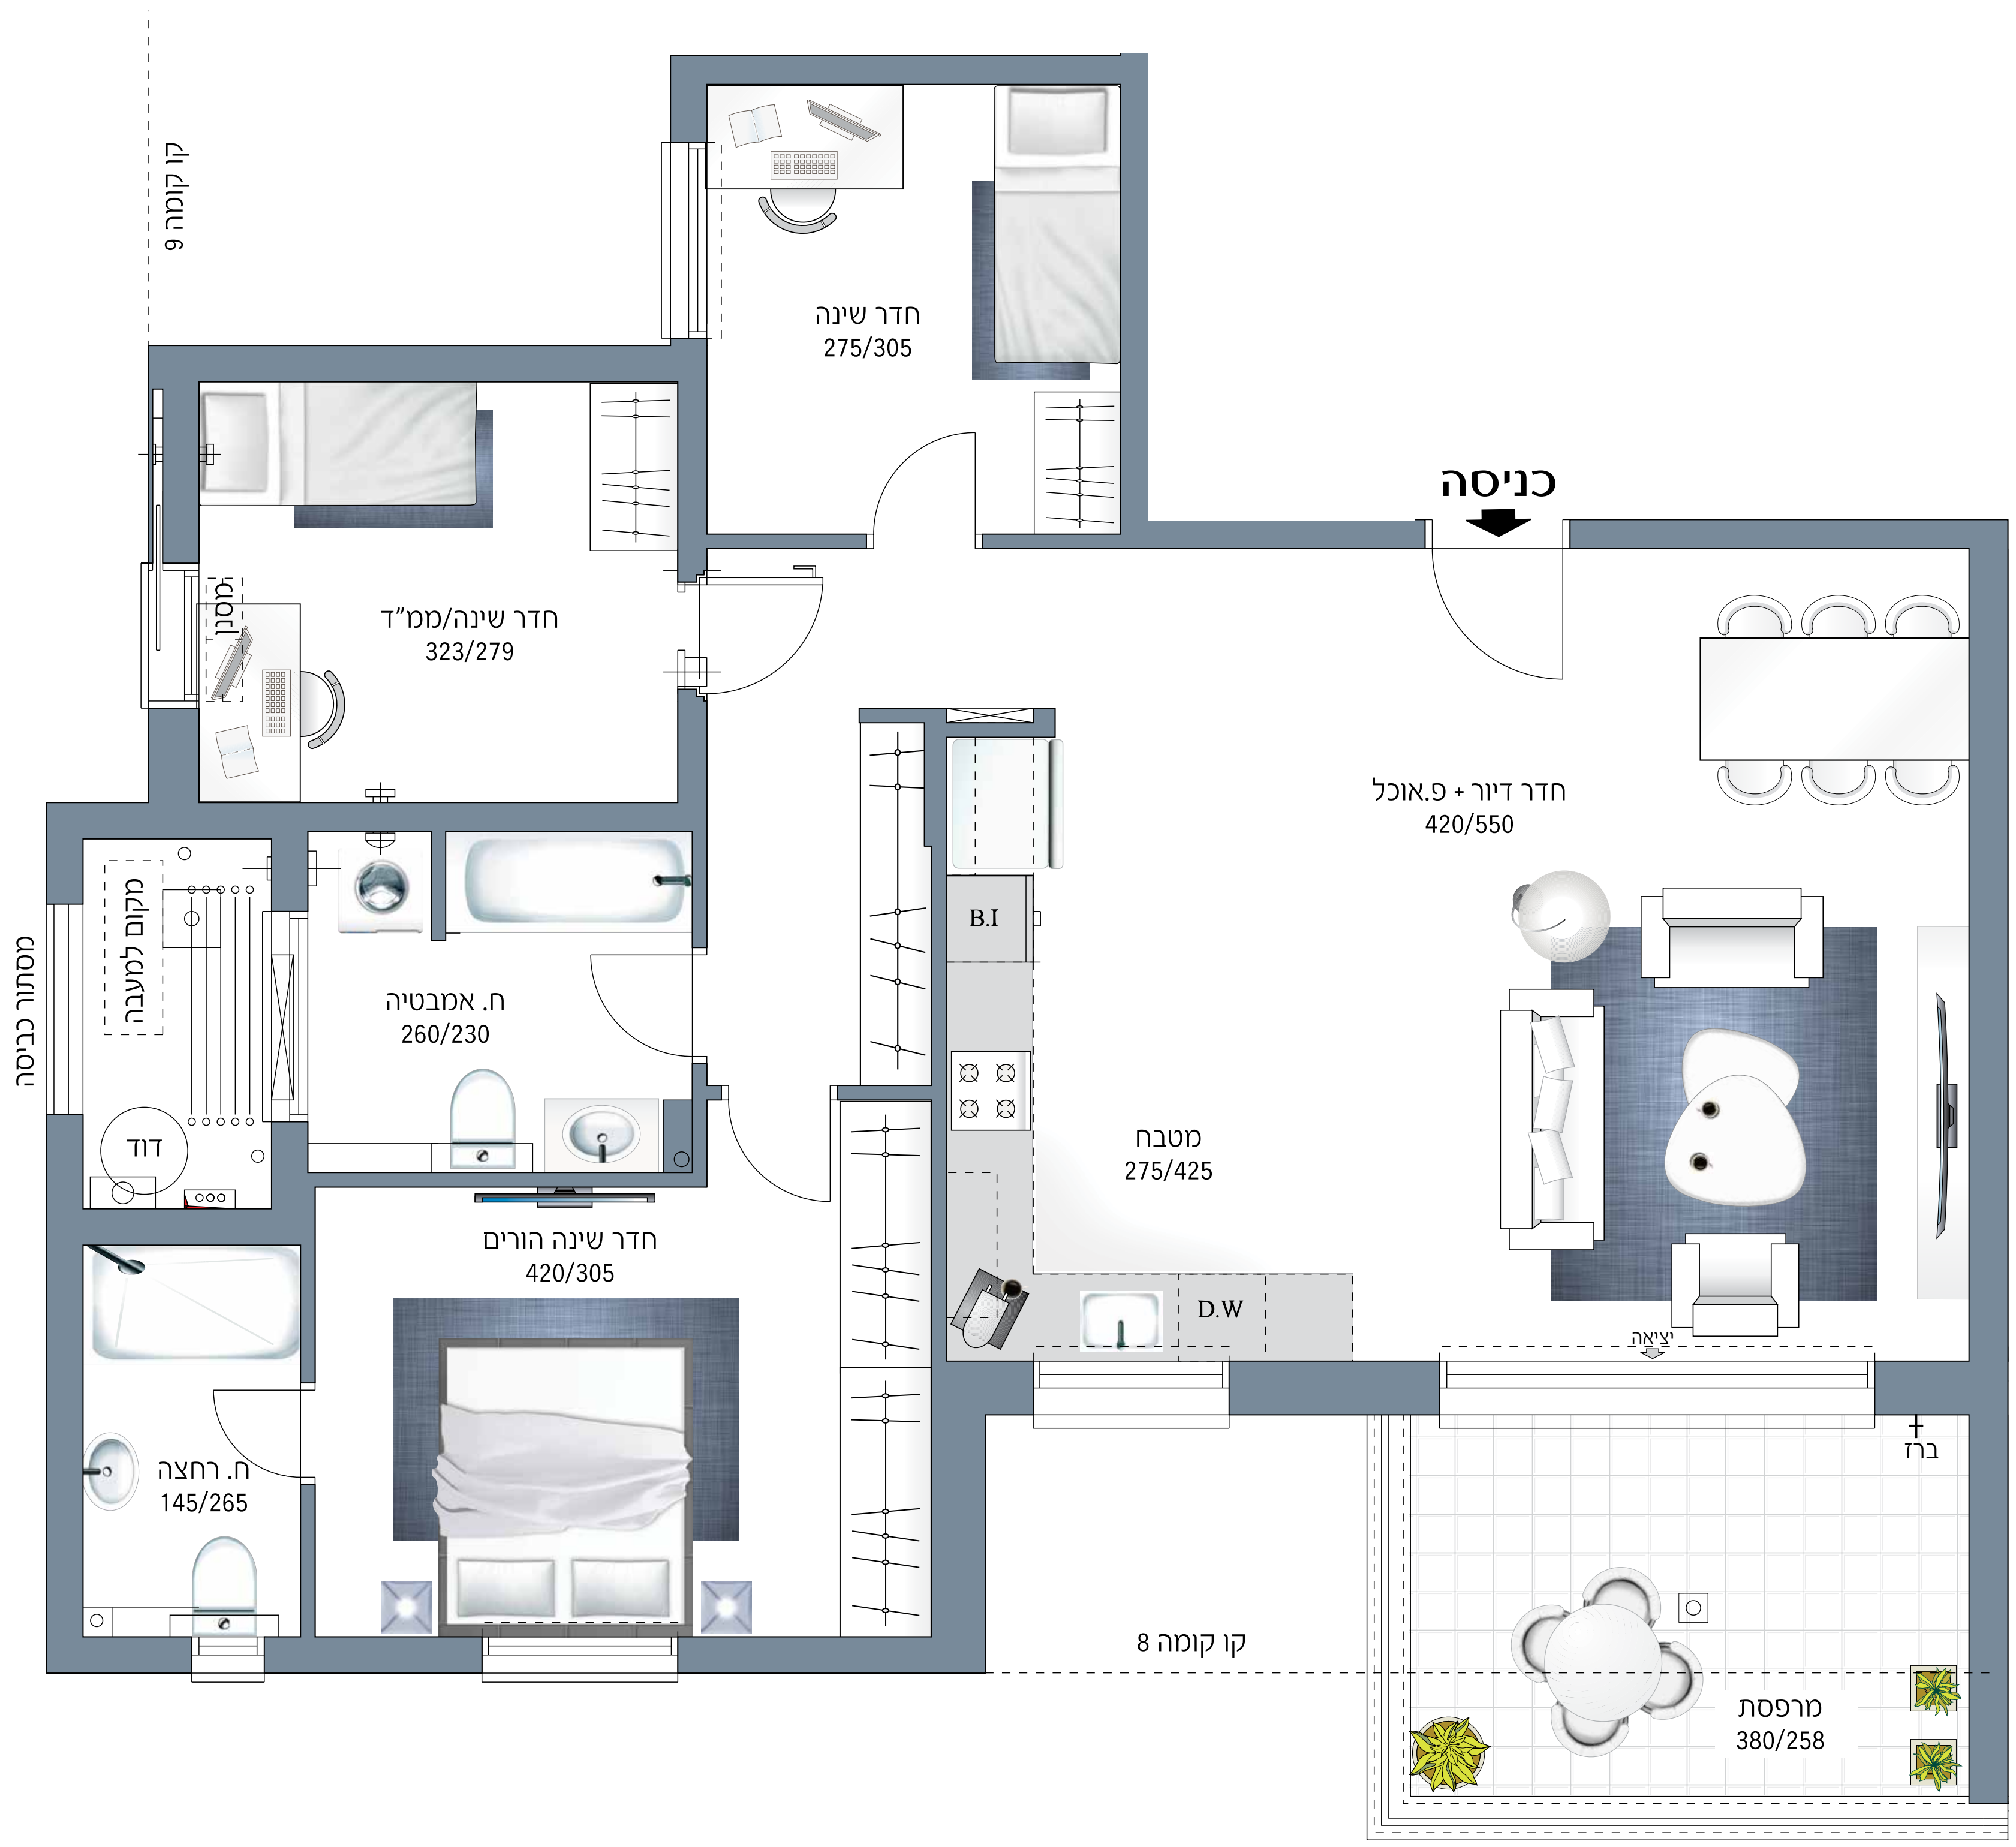 קו קומה 9
חדר שינה
275/305
כניסה
מסנן
חדר שינה/ממ"ד
323/279
חדר דיור + פ.אוכל
420/550
מסתור כביסה
מקום למעבה
דוד
ח. אמבטיה
260/230
B.I
מטבח
275/425
חדר שינה הורים
420/305
D.W
יציאה
ברז
ח. רחצה
145/265
קו קומה 8
מרפסת
380/258